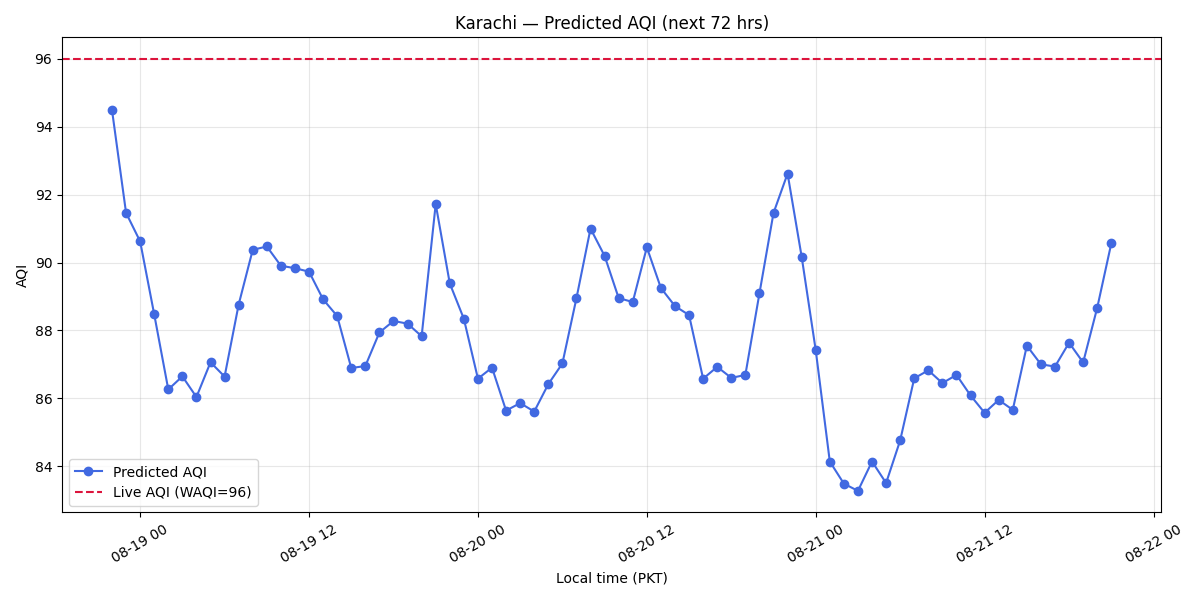 Karachi — Predicted AQI (next 72 hrs)
96
94
92
90
88
86
84
AQI
Predicted AQI
Live AQI (WAQI=96)
08-19 00
08-19 12
08-20 00
08-20 12
08-21 00
08-21 12
08-22 00
Local time (PKT)